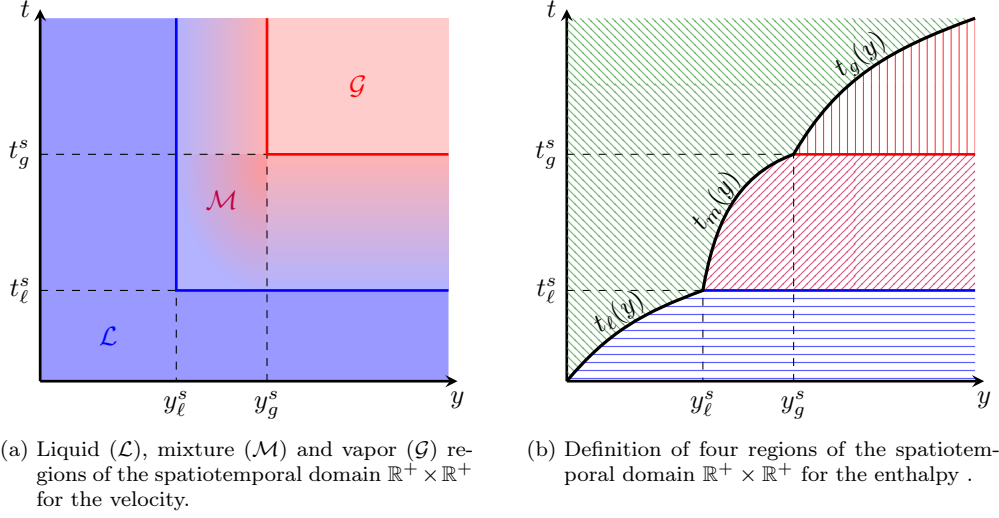 t
𝒢
t_g^s
ℳ
t_ℓ^s
ℒ
y_ℓ^s
y_g^s
y
t
t_g(y)
t_g^s
t_m(y)
t_ℓ^s
t_ℓ(y)
y_ℓ^s
y_g^s
y
(a) Liquid (ℒ), mixture (ℳ) and vapor (𝒢) re-
gions of the spatiotemporal domain ℝ⁺ × ℝ⁺
for the velocity.
(b) Definition of four regions of the spatiotem-
poral domain ℝ⁺ × ℝ⁺ for the enthalpy .